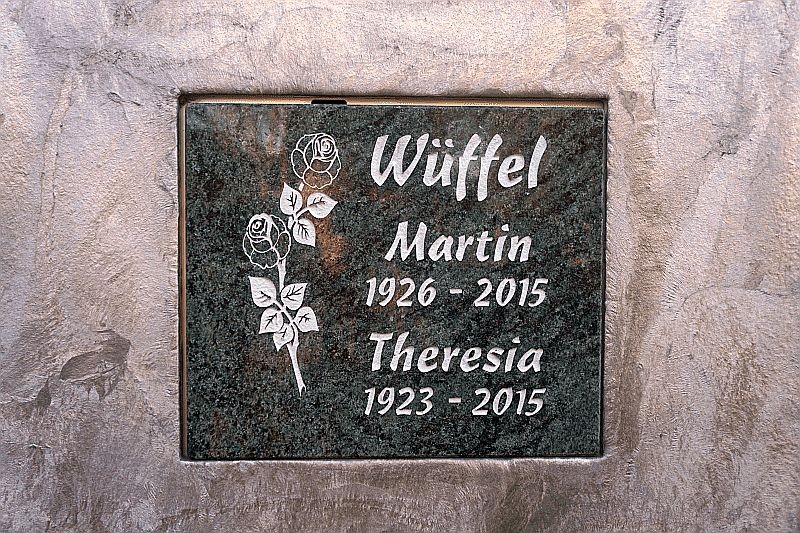 Wüffel
Martin
1926 - 2015
Theresia
1923 - 2015